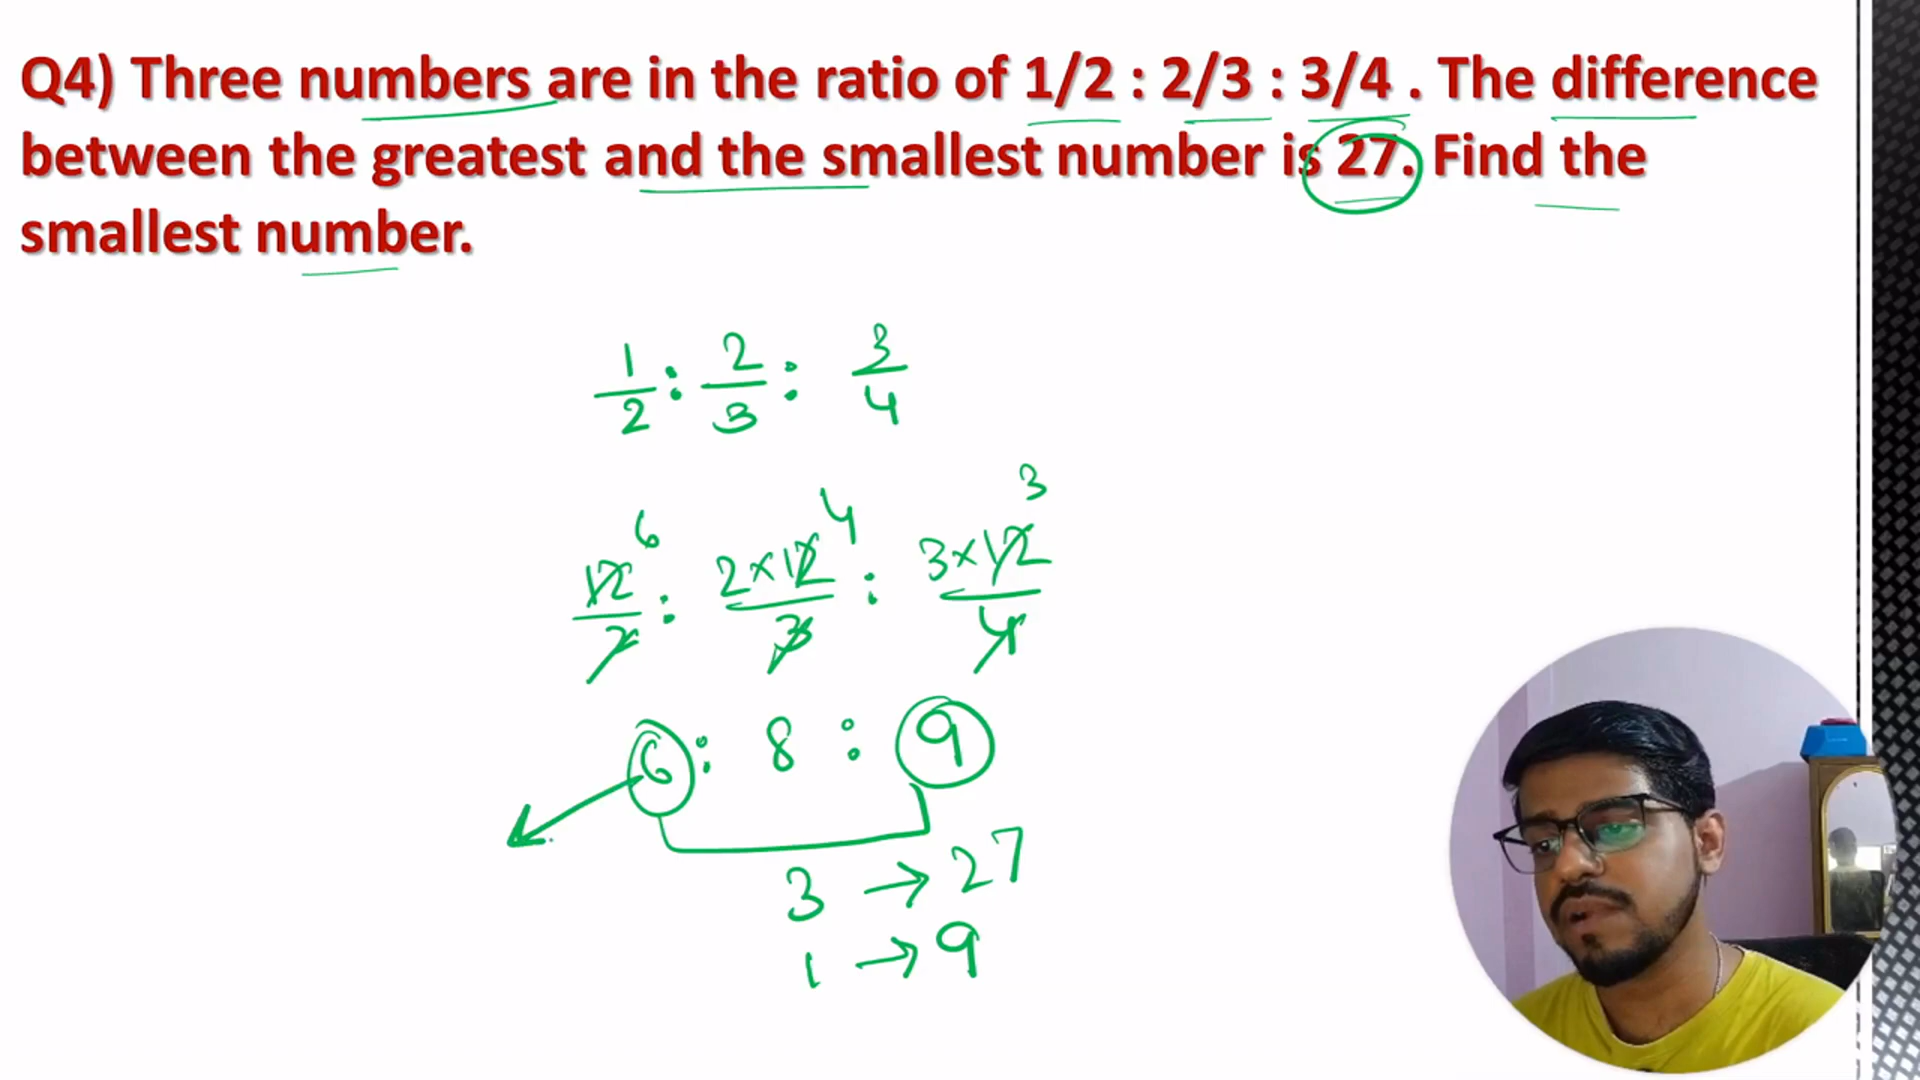 Q4) Three numbers are in the ratio of 1/2 : 2/3 : 3/4 . The difference
between the greatest and the smallest number is 27. Find the
smallest number.
1/2 : 2/3 : 3/4
6 4 3
12/2 : 2×12/3 : 3×12/4
6 : 8 : 9
3 → 27
1 → 9